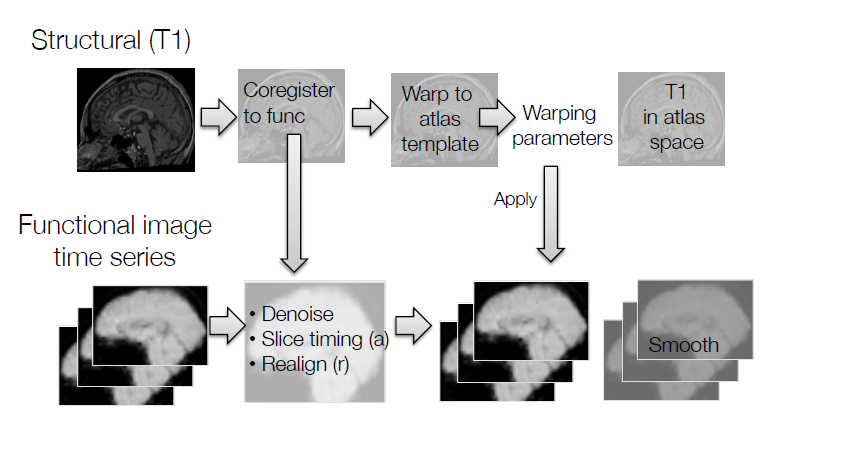 Structural (T1)
Coregister
to func
Warp to
atlas
template
Warping
parameters
T1
in atlas
space
Apply
Functional image
time series
• Denoise
• Slice timing (a)
• Realign (r)
Smooth